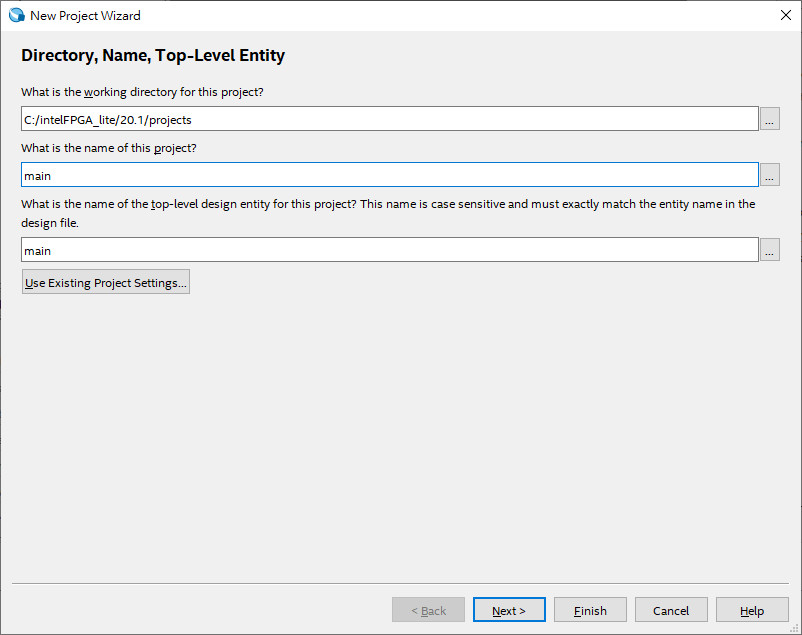 New Project Wizard
Directory, Name, Top-Level Entity
What is the working directory for this project?
C:/intelFPGA_lite/20.1/projects
...
What is the name of this project?
main
...
What is the name of the top-level design entity for this project? This name is case sensitive and must exactly match the entity name in the
design file.
main
...
Use Existing Project Settings...
< Back
Next >
Finish
Cancel
Help